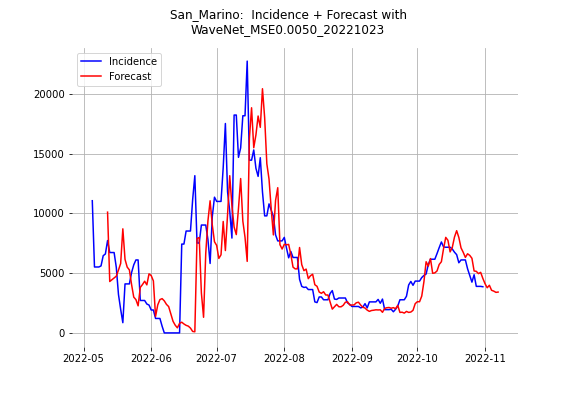 San_Marino:  Incidence + Forecast with
WaveNet_MSE0.0050_20221023
Incidence
Forecast
20000
15000
10000
5000
0
2022-05 2022-06 2022-07 2022-08 2022-09 2022-10 2022-11